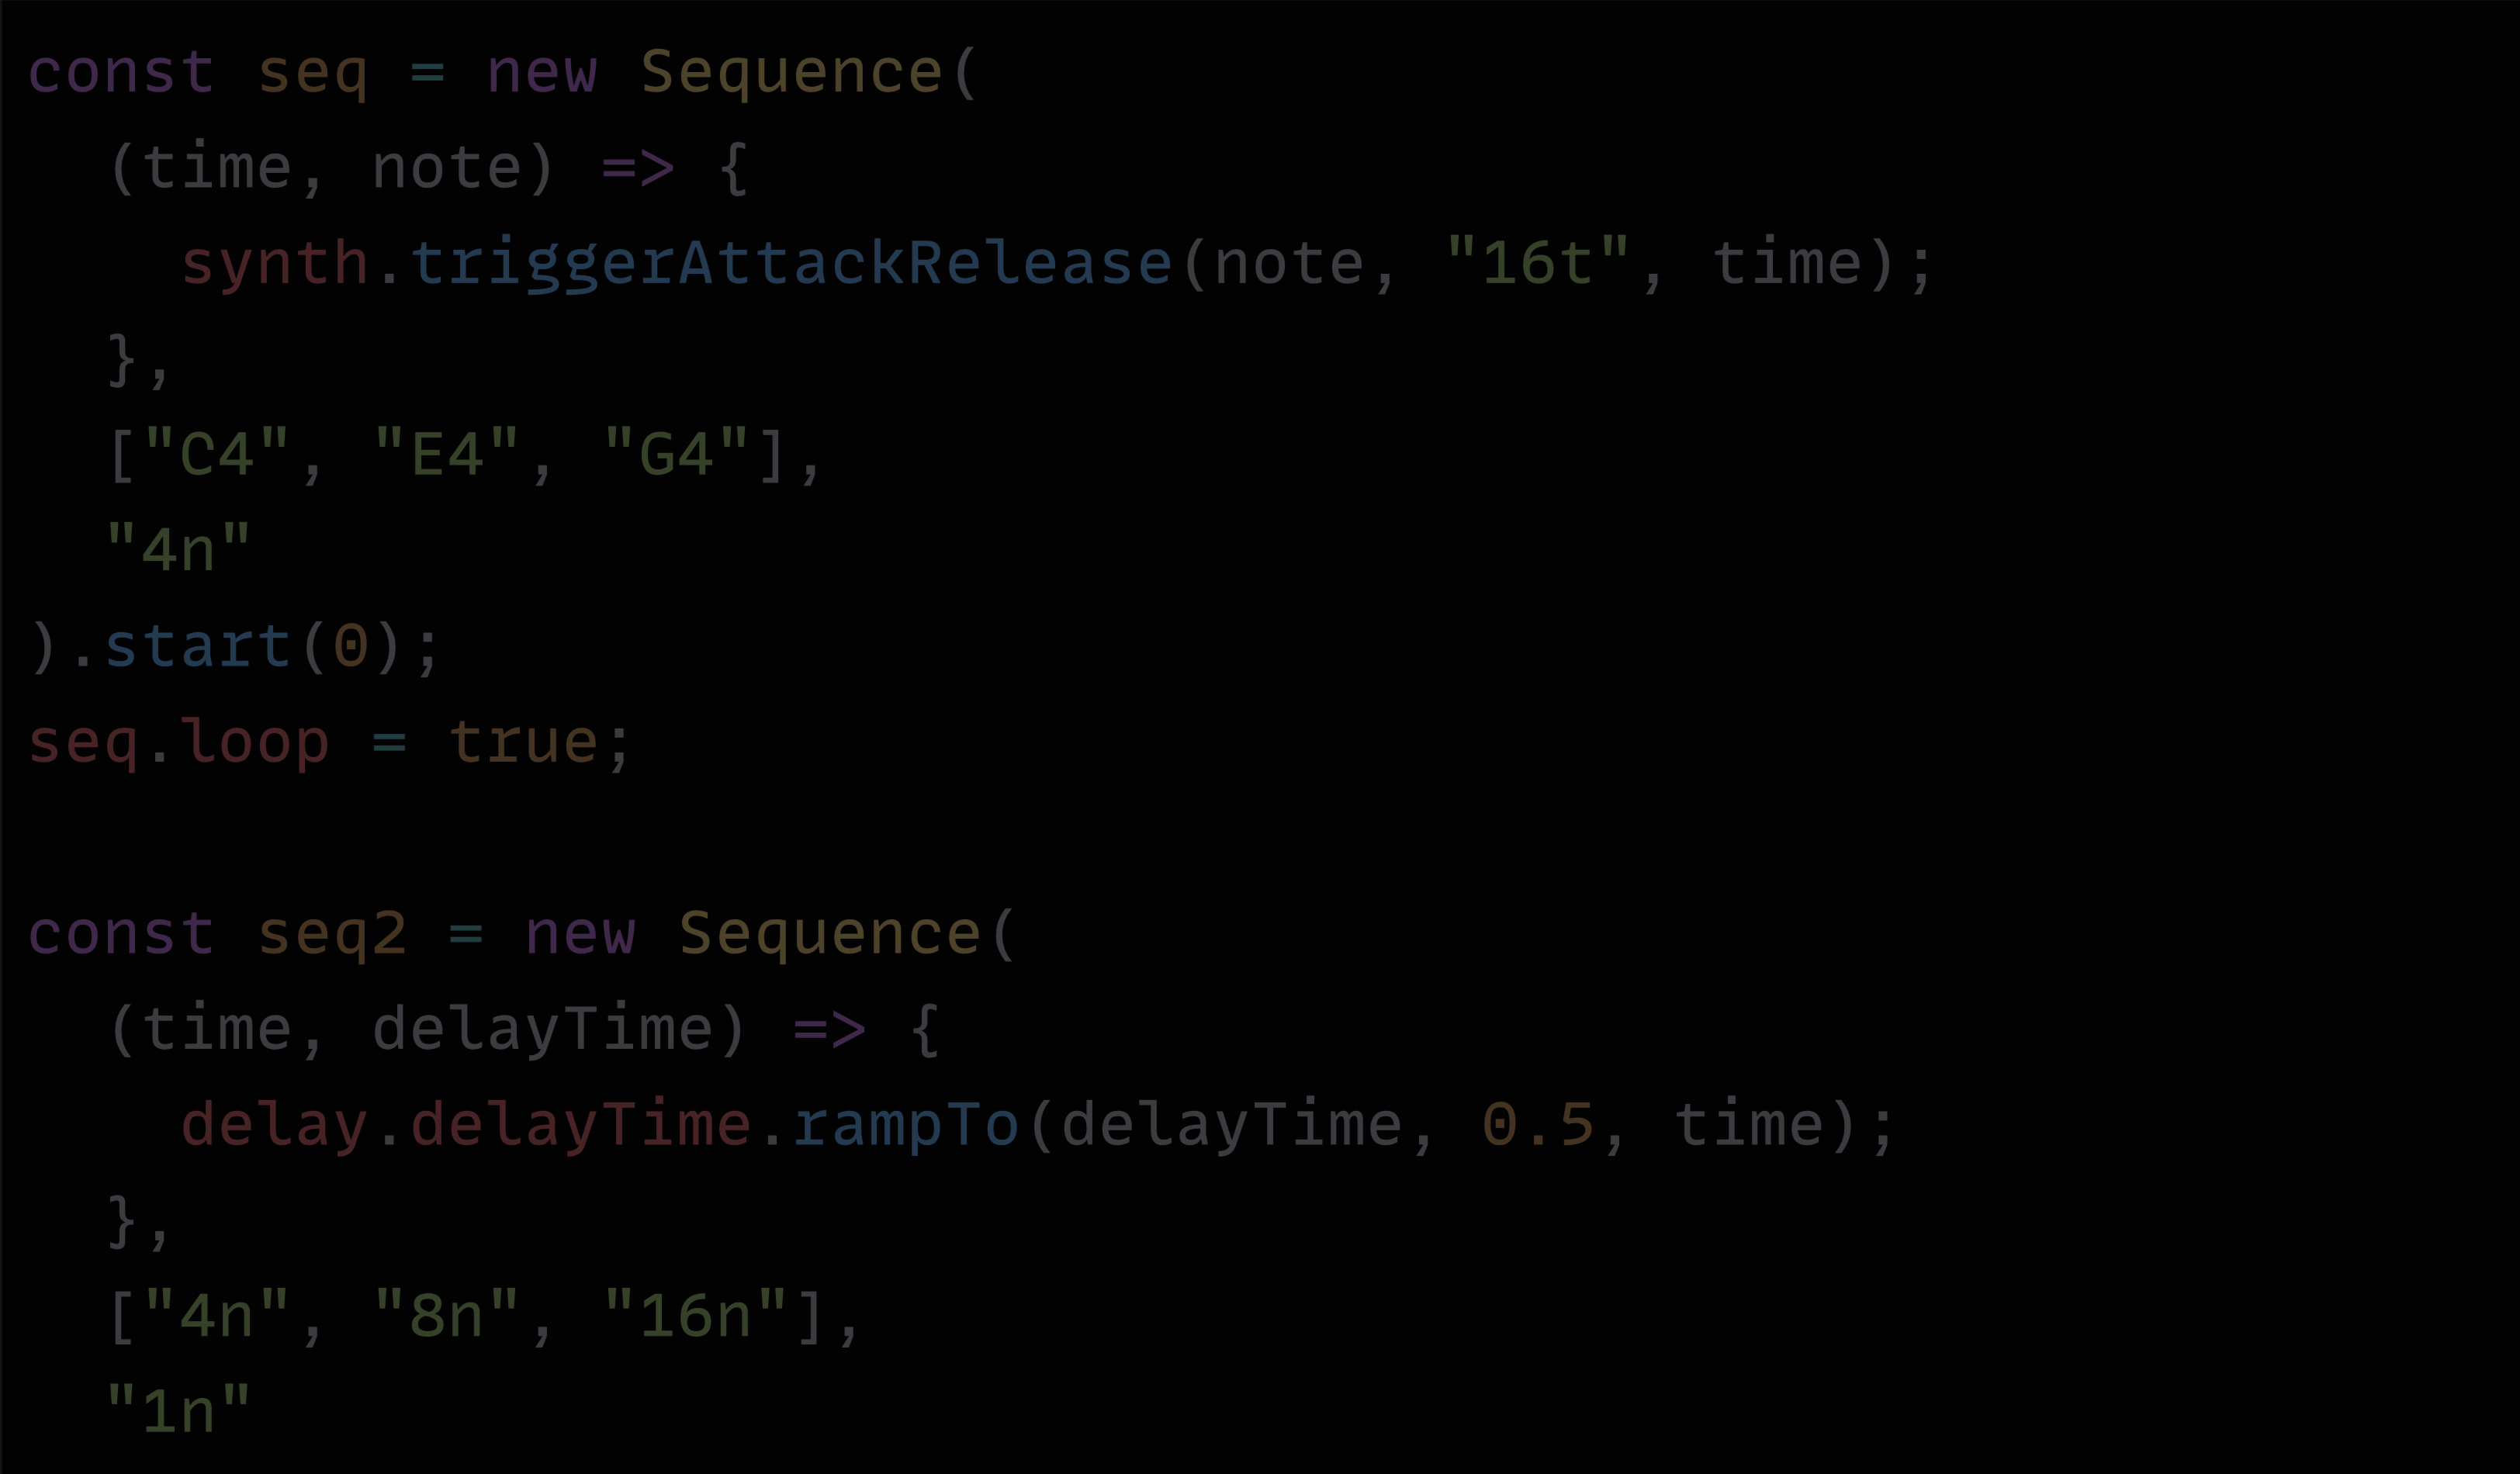 const seq = new Sequence(
  (time, note) => {
    synth.triggerAttackRelease(note, "16t", time);
  },
  ["C4", "E4", "G4"],
  "4n"
).start(0);
seq.loop = true;

const seq2 = new Sequence(
  (time, delayTime) => {
    delay.delayTime.rampTo(delayTime, 0.5, time);
  },
  ["4n", "8n", "16n"],
  "1n"